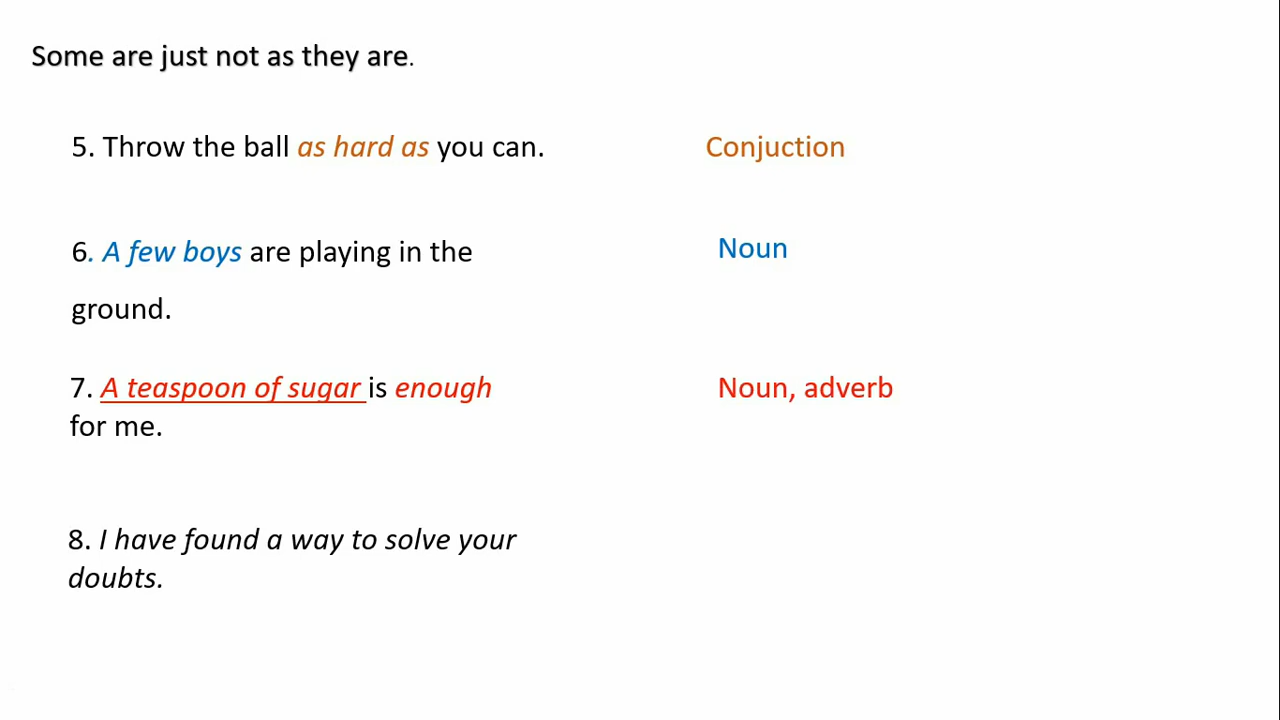 Some are just not as they are.
5. Throw the ball as hard as you can.
Conjuction
6. A few boys are playing in the
ground.
Noun
7. A teaspoon of sugar is enough
for me.
Noun, adverb
8. I have found a way to solve your
doubts.